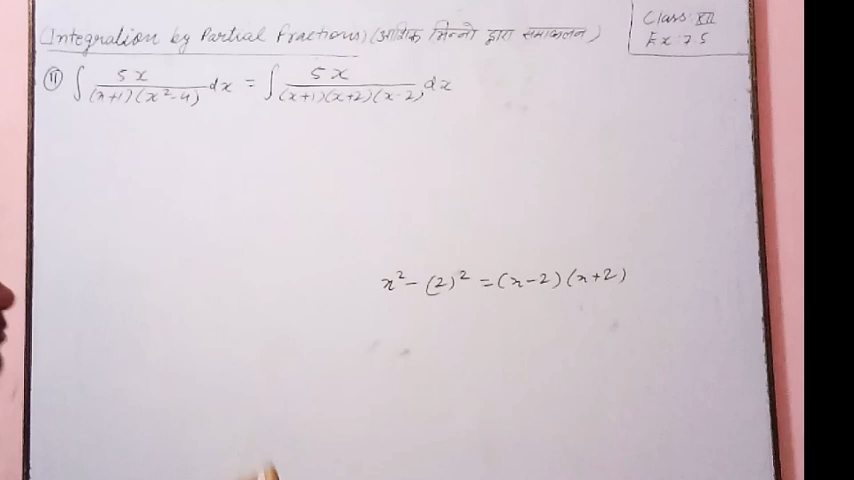 (Integration by Partial fractions) (आंशिक भिन्नो द्वारा समाकलन)
Class: XII
Ex: 7.5
(11) ∫ 5x/((x+1)(x²-4)) dx = ∫ 5x/((x+1)(x+2)(x-2)) dx
x² - (2)² = (x-2)(x+2)